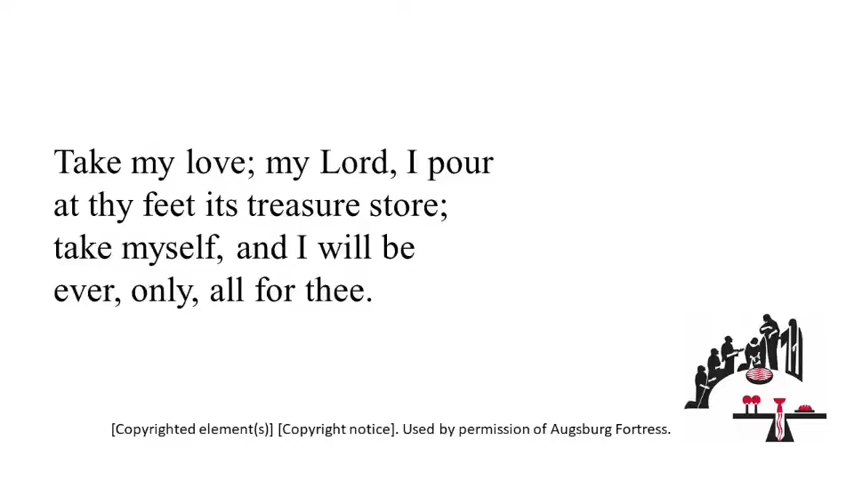 Take my love; my Lord, I pour
at thy feet its treasure store;
take myself, and I will be
ever, only, all for thee.
[Copyrighted element(s)] [Copyright notice]. Used by permission of Augsburg Fortress.